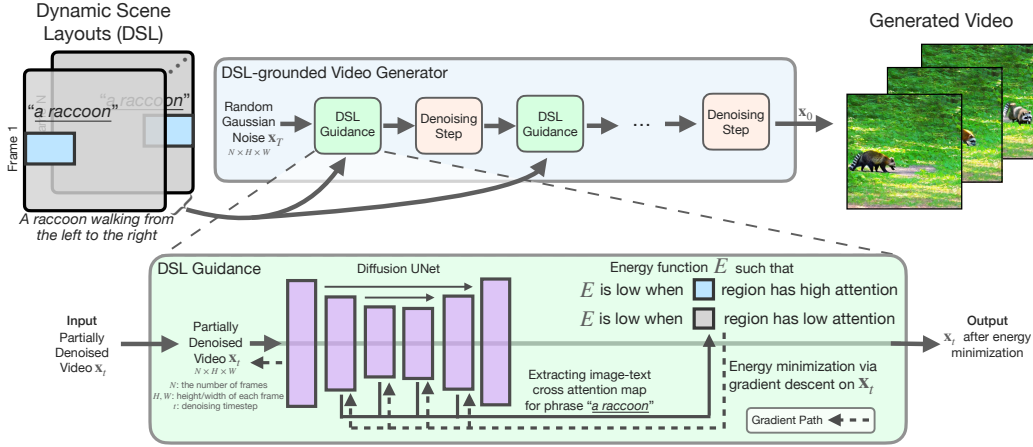 Dynamic Scene
Layouts (DSL)
Generated Video
Frame 1
"a raccoon"
"a raccoon"
A raccoon walking from
the left to the right
DSL-grounded Video Generator
Random
Gaussian
Noise x_T
N × H × W
DSL
Guidance
Denoising
Step
DSL
Guidance
...
Denoising
Step
x_0
DSL Guidance
Diffusion UNet
Energy function E such that
E is low when region has high attention
E is low when region has low attention
Input
Partially
Denoised
Video x_t
Partially
Denoised
Video x_t
N × H × W
N: the number of frames
H, W: height/width of each frame
t: denoising timestep
Extracting image-text
cross attention map
for phrase "a raccoon"
Energy minimization via
gradient descent on x_t
Gradient Path
Output
x_t after energy
minimization